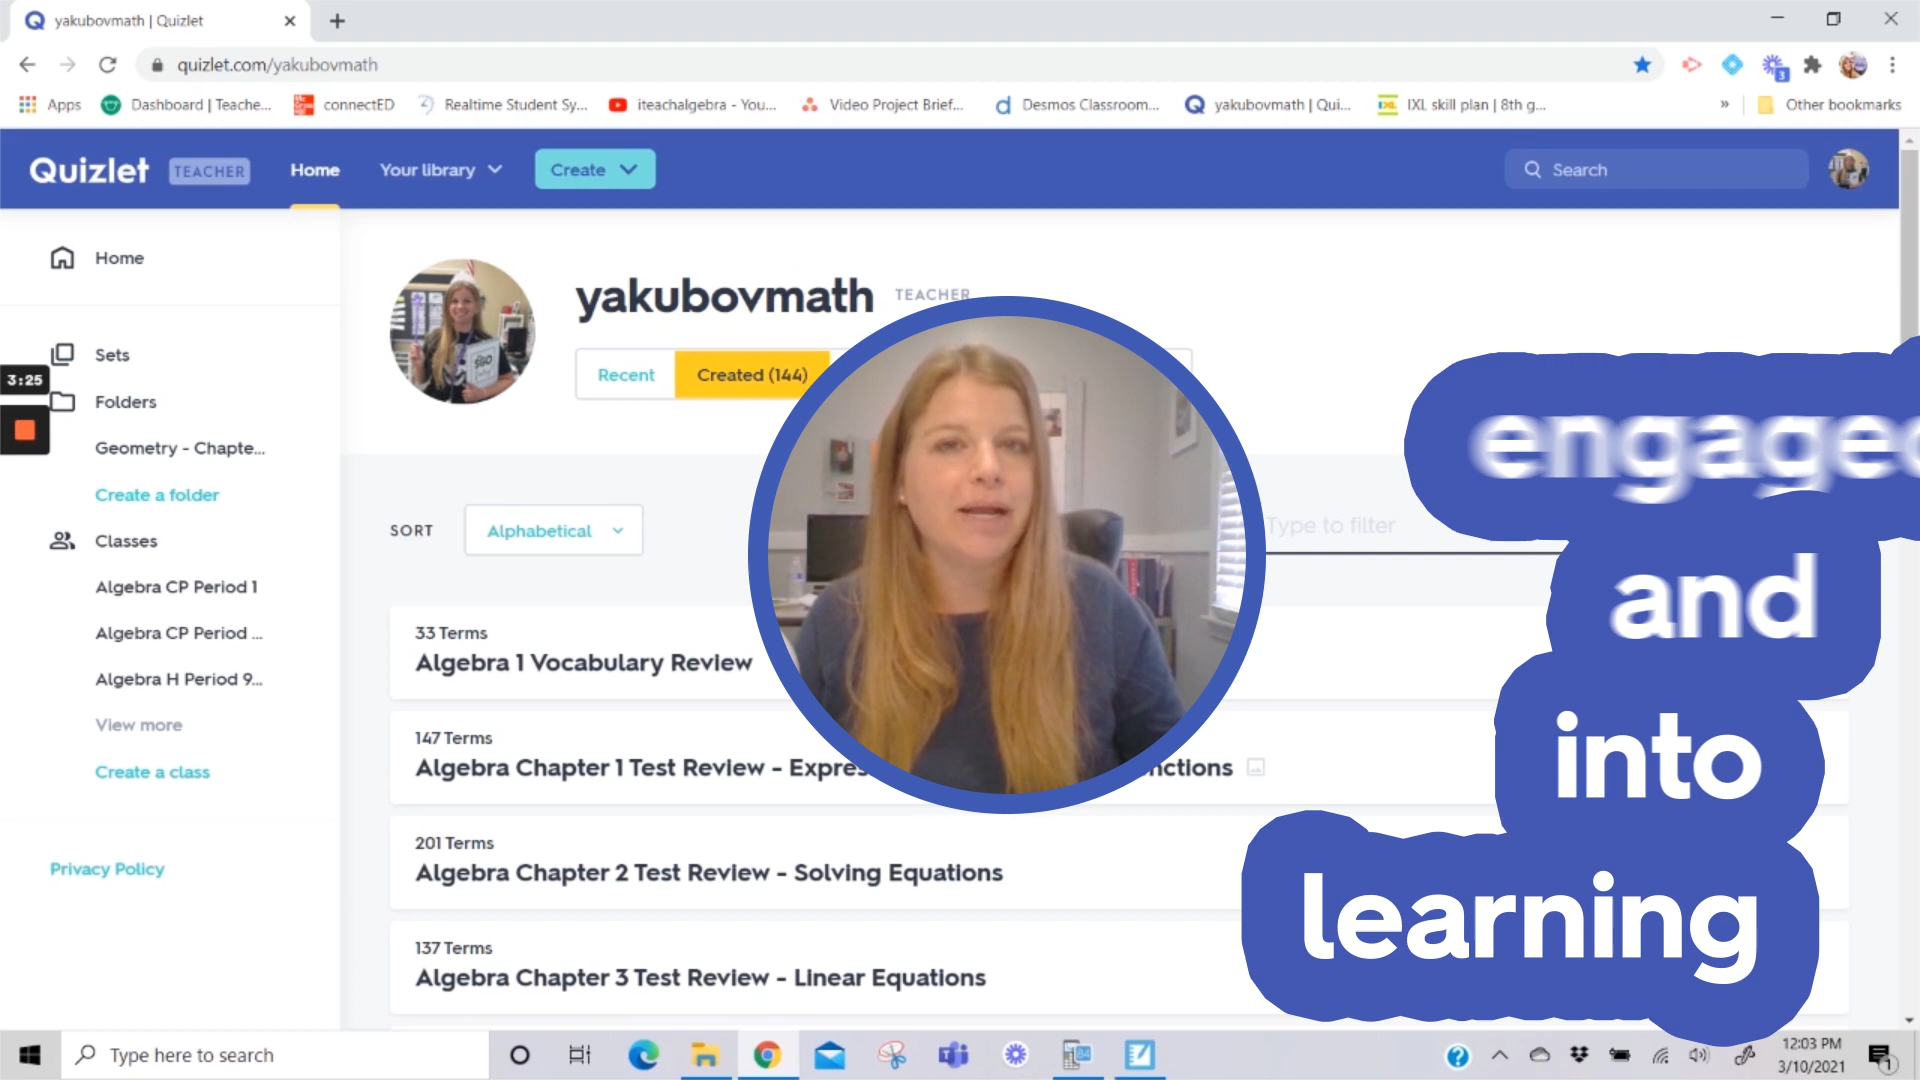 yakubovmath | Quizlet
quizlet.com/yakubovmath
3
Apps
Dashboard | Teache...
connectED
Realtime Student Sy...
iteachalgebra - You...
Video Project Brief...
Desmos Classroom...
yakubovmath | Qui...
IXL skill plan | 8th g...
»
Other bookmarks
Quizlet
TEACHER
Home
Your library
Create
Search
Home
Sets
Folders
Geometry - Chapte...
Create a folder
Classes
Algebra CP Period 1
Algebra CP Period ...
Algebra H Period 9...
View more
Create a class
Privacy Policy
3:25
yakubovmath
TEACHER
Recent
Created (144)
SORT
Alphabetical
Type to filter
33 Terms
Algebra 1 Vocabulary Review
147 Terms
Algebra Chapter 1 Test Review - Expres
nctions
201 Terms
Algebra Chapter 2 Test Review - Solving Equations
137 Terms
Algebra Chapter 3 Test Review - Linear Equations
engaged
and
into
learning
Type here to search
12:03 PM
3/10/2021
1